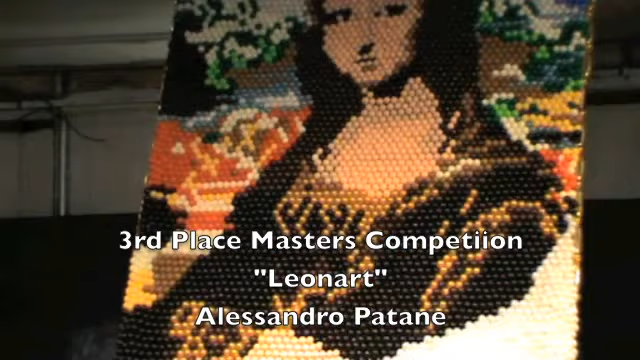 3rd Place Masters Competiion
"Leonart"
Alessandro Patane